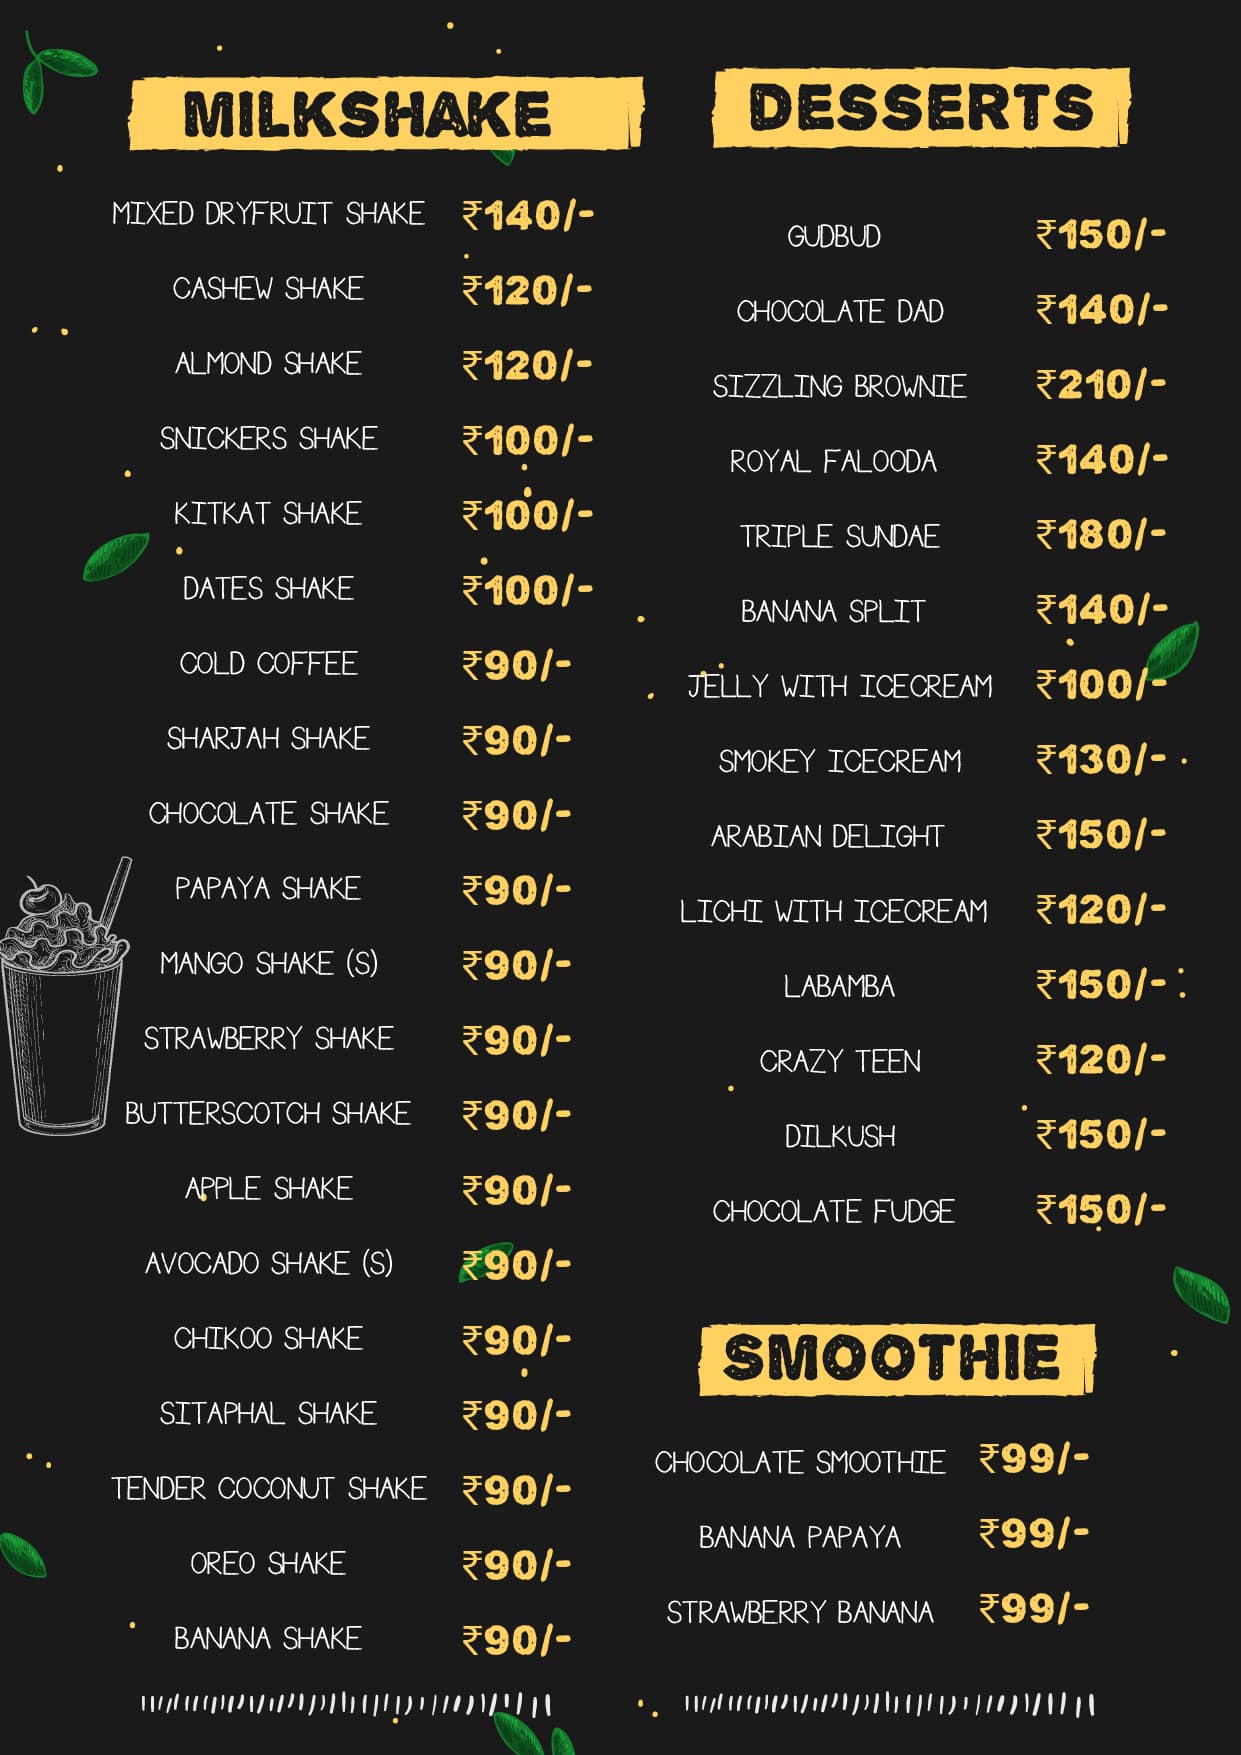 MILKSHAKE
MIXED DRYFRUIT SHAKE ₹140/-
CASHEW SHAKE ₹120/-
ALMOND SHAKE ₹120/-
SNICKERS SHAKE ₹100/-
KITKAT SHAKE ₹100/-
DATES SHAKE ₹100/-
COLD COFFEE ₹90/-
SHARJAH SHAKE ₹90/-
CHOCOLATE SHAKE ₹90/-
PAPAYA SHAKE ₹90/-
MANGO SHAKE (S) ₹90/-
STRAWBERRY SHAKE ₹90/-
BUTTERSCOTCH SHAKE ₹90/-
APPLE SHAKE ₹90/-
AVOCADO SHAKE (S) ₹90/-
CHIKOO SHAKE ₹90/-
SITAPHAL SHAKE ₹90/-
TENDER COCONUT SHAKE ₹90/-
OREO SHAKE ₹90/-
BANANA SHAKE ₹90/-
DESSERTS
GUDBUD ₹150/-
CHOCOLATE DAD ₹140/-
SIZZLING BROWNIE ₹210/-
ROYAL FALOODA ₹140/-
TRIPLE SUNDAE ₹180/-
BANANA SPLIT ₹140/-
JELLY WITH ICECREAM ₹100/-
SMOKEY ICECREAM ₹130/-
ARABIAN DELIGHT ₹150/-
LICHI WITH ICECREAM ₹120/-
LABAMBA ₹150/-
CRAZY TEEN ₹120/-
DILKUSH ₹150/-
CHOCOLATE FUDGE ₹150/-
SMOOTHIE
CHOCOLATE SMOOTHIE ₹99/-
BANANA PAPAYA ₹99/-
STRAWBERRY BANANA ₹99/-